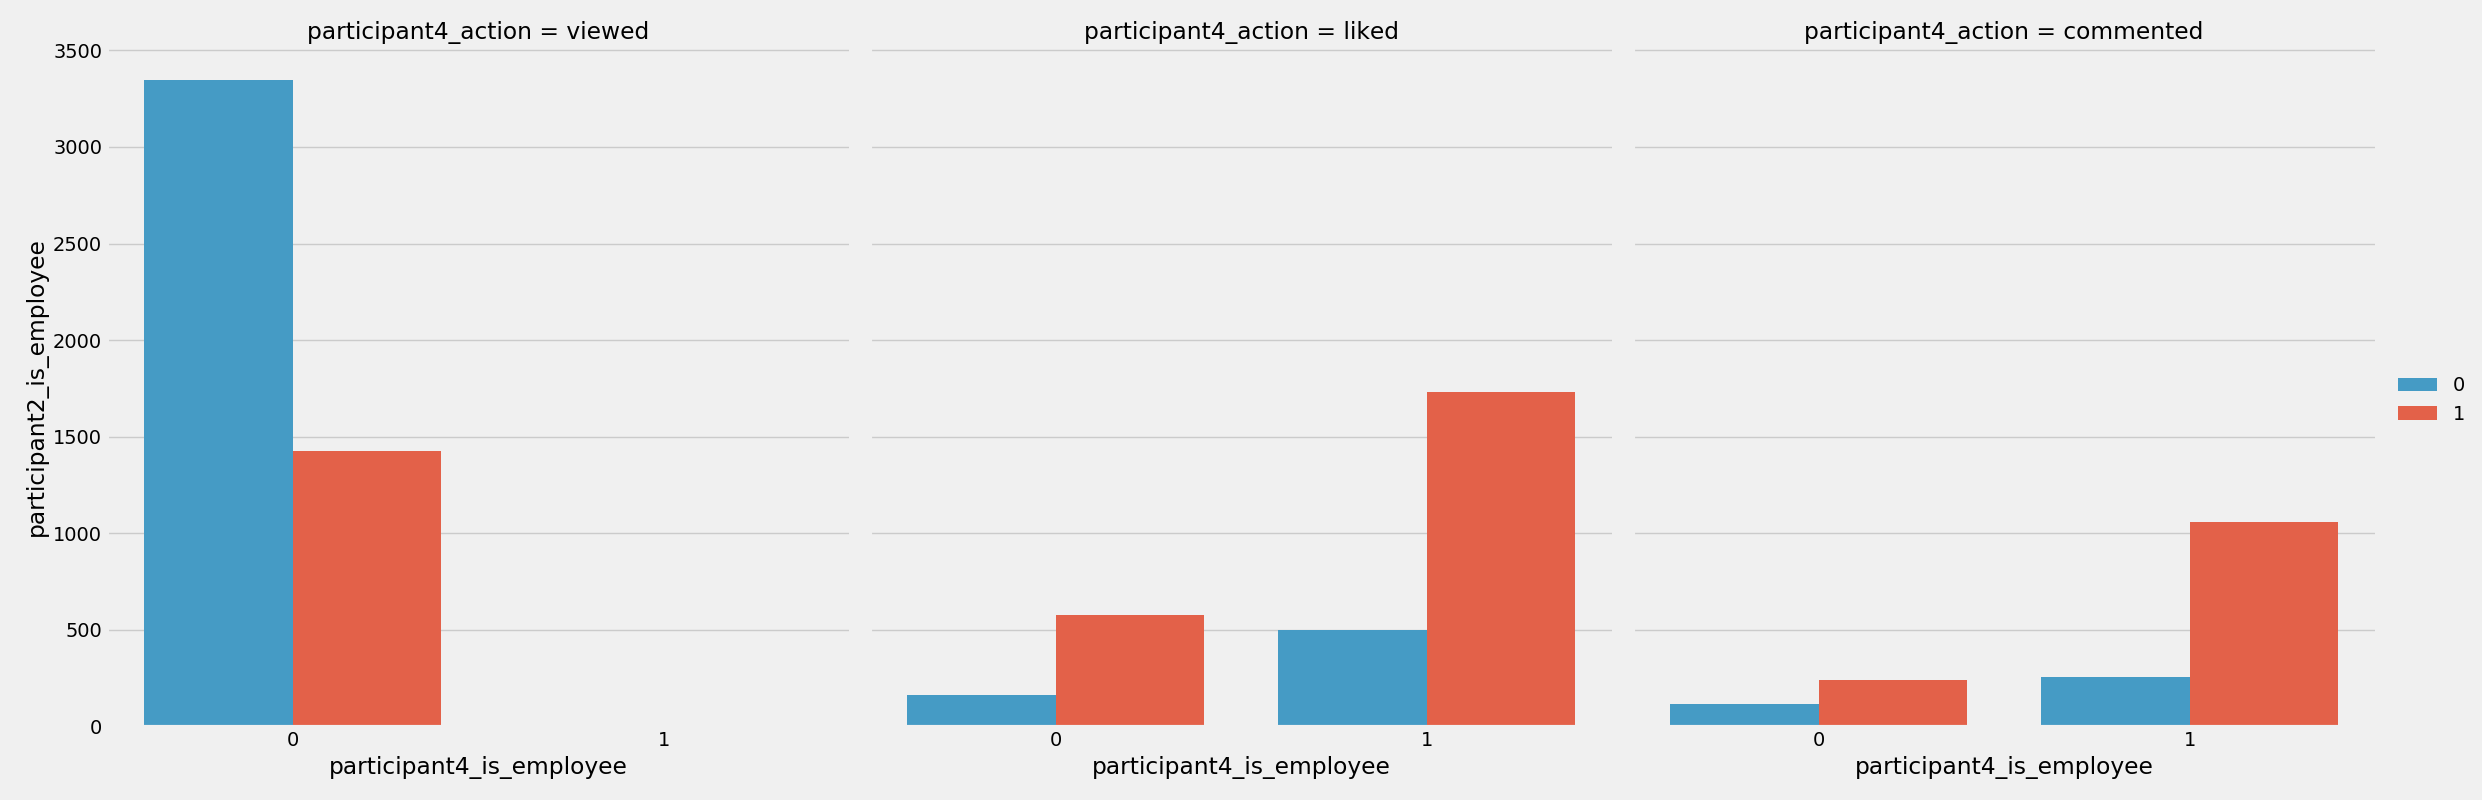 participant4_action = viewed
participant4_action = liked
participant4_action = commented
3500
3000
2500
2000
1500
1000
500
0
participant2_is_employee
0 1
0 1
0 1
participant4_is_employee
participant4_is_employee
participant4_is_employee
0
1